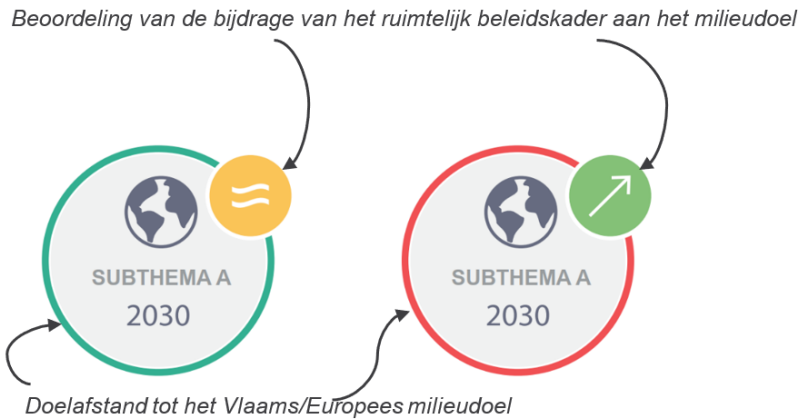 Beoordeling van de bijdrage van het ruimtelijk beleidskader aan het milieudoel
SUBTHEMA A
2030
SUBTHEMA A
2030
Doelafstand tot het Vlaams/Europees milieudoel